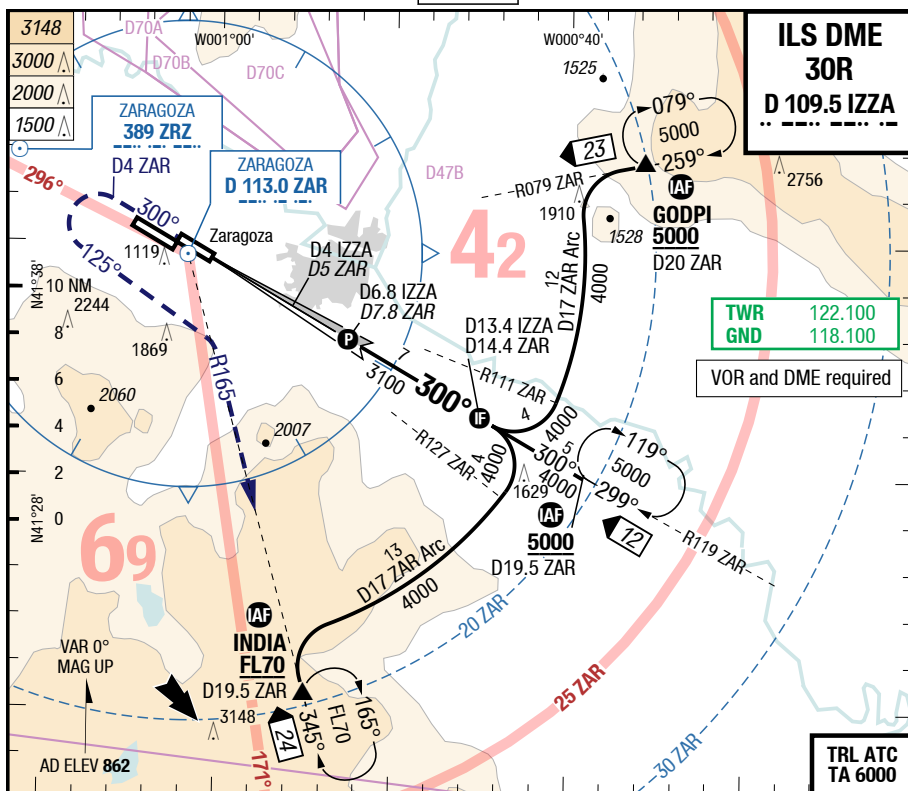 3148
3000
2000
1500
D70A
D70B
D70C
W001°00'
W000°40'
1525
ILS DME
30R
D 109.5 IZZA
ZARAGOZA
389 ZRZ
D4 ZAR
ZARAGOZA
D 113.0 ZAR
D47B
296°
300°
125°
1119
Zaragoza
D4 IZZA
D5 ZAR
D6.8 IZZA
D7.8 ZAR
42
23
R079 ZAR
1910
1528
079°
5000
259°
IAF
GODPI
5000
D20 ZAR
2756
12
D17 ZAR Arc
4000
TWR 122.100
GND 118.100
VOR and DME required
N41°38'
10 NM
8
6
4
2
0
N41°28'
2244
1869
2060
2007
R165
P
7
3100
300°
D13.4 IZZA
D14.4 ZAR
IF
R111 ZAR
4
4000
R127 ZAR
4
4000
5
300°
4000
1629
119°
5000
299°
12
R119 ZAR
IAF
5000
D19.5 ZAR
69
13
D17 ZAR Arc
4000
20 ZAR
25 ZAR
30 ZAR
IAF
INDIA
FL70
D19.5 ZAR
3148
24
345°
FL70
165°
171°
VAR 0°
MAG UP
AD ELEV 862
TRL ATC
TA 6000